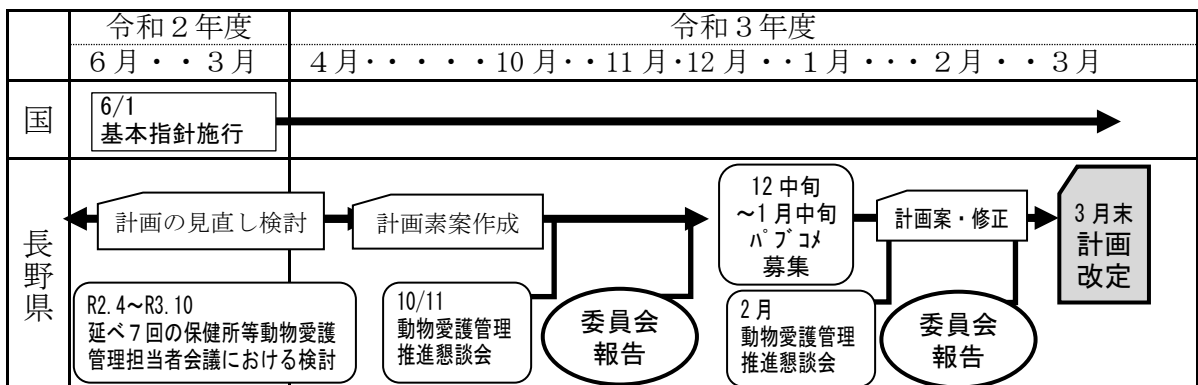 令和２年度
令和３年度
６月・・３月
４月・・・・・10月・・11月・12月・・１月・・・２月・・３月
国
6/1
基本指針施行
長野県
計画の見直し検討
計画素案作成
12中旬
～1月中旬
ﾊﾟﾌﾞｺﾒ
募集
計画案・修正
3月末
計画
改定
R2.4～R3.10
延べ７回の保健所等動物愛護
管理担当者会議における検討
10/11
動物愛護管理
推進懇談会
委員会
報告
2月
動物愛護管理
推進懇談会
委員会
報告